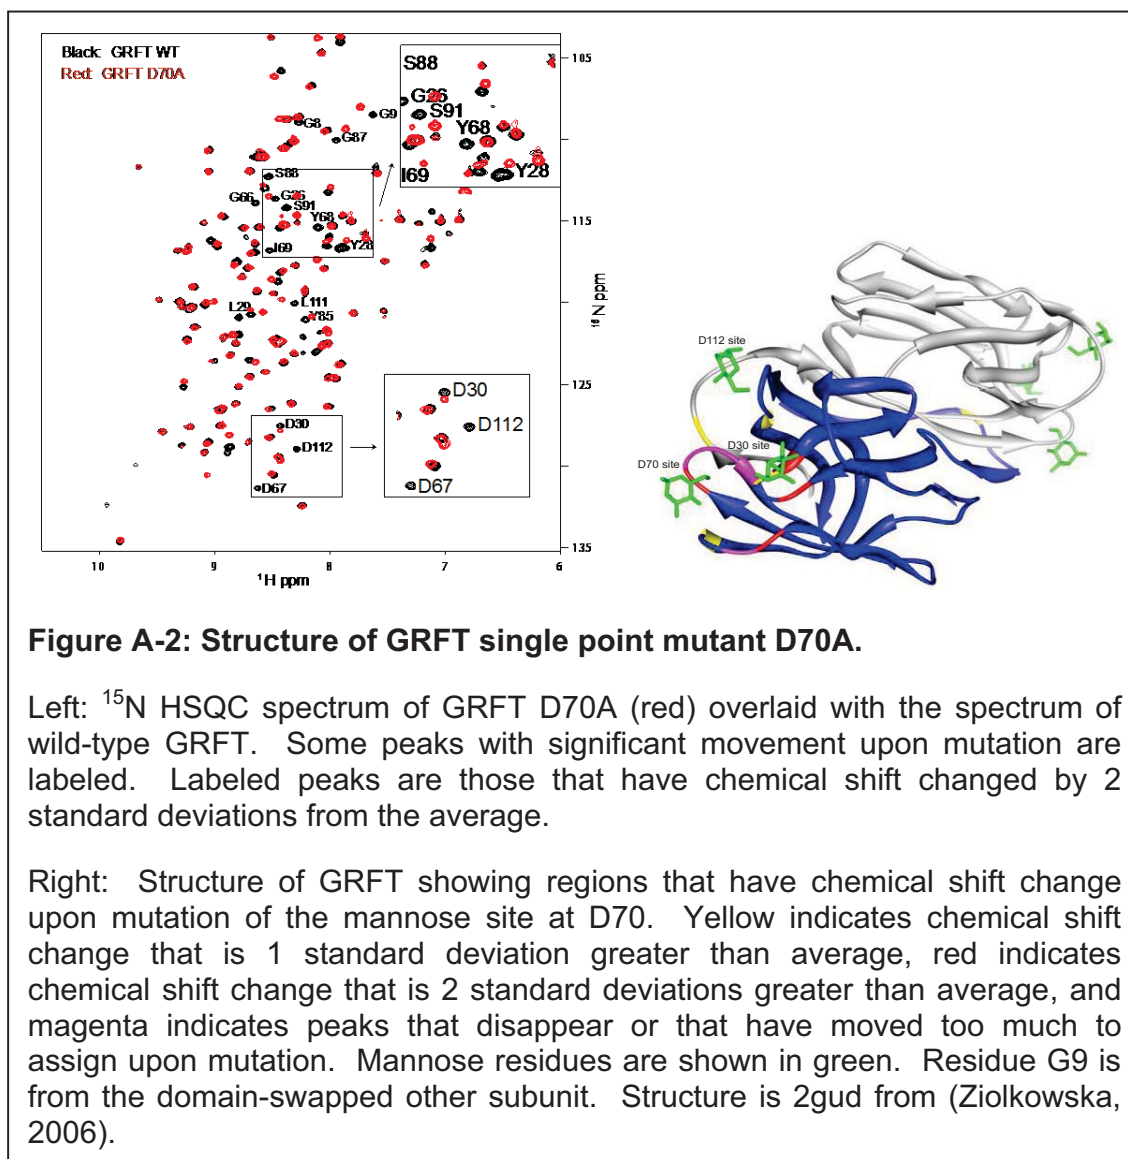 Black: GRFT WT
Red: GRFT D70A
S88
G26
S91
Y68
I69
Y28
G8
G9
G87
S88
G66
G26
S91
Y68
I69
Y28
L29
L111
Y85
D30
D112
D67
D30
D112
D67
105
115
125
135
15N ppm
10 9 8 7 6
1H ppm
D112 site
D30 site
D70 site
Figure A-2: Structure of GRFT single point mutant D70A.
Left: 15N HSQC spectrum of GRFT D70A (red) overlaid with the spectrum of
wild-type GRFT. Some peaks with significant movement upon mutation are
labeled. Labeled peaks are those that have chemical shift changed by 2
standard deviations from the average.
Right: Structure of GRFT showing regions that have chemical shift change
upon mutation of the mannose site at D70. Yellow indicates chemical shift
change that is 1 standard deviation greater than average, red indicates
chemical shift change that is 2 standard deviations greater than average, and
magenta indicates peaks that disappear or that have moved too much to
assign upon mutation. Mannose residues are shown in green. Residue G9 is
from the domain-swapped other subunit. Structure is 2gud from (Ziolkowska,
2006).